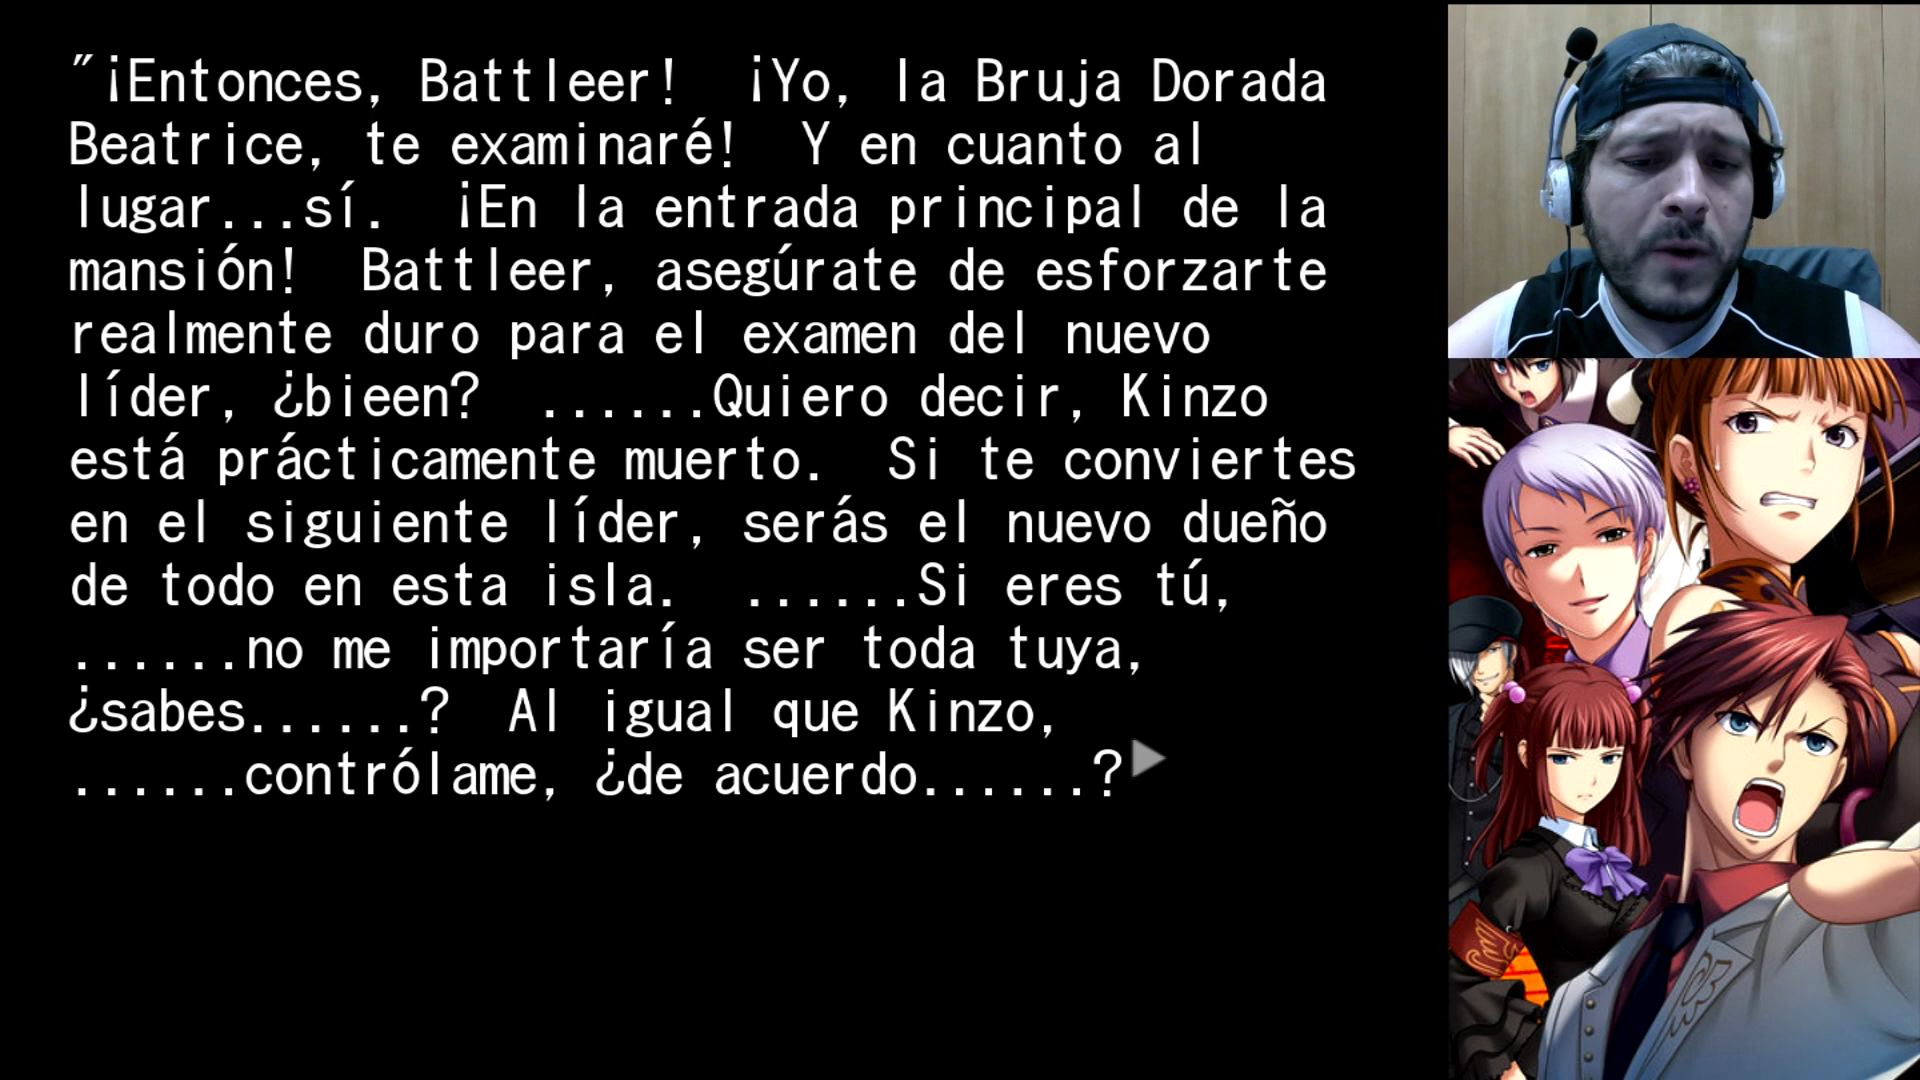 "¡Entonces, Battleer!  ¡Yo, la Bruja Dorada
Beatrice, te examinaré!  Y en cuanto al
lugar...sí.  ¡En la entrada principal de la
mansión!  Battleer, asegúrate de esforzarte
realmente duro para el examen del nuevo
líder, ¿bieen?  ......Quiero decir, Kinzo
está prácticamente muerto.  Si te conviertes
en el siguiente líder, serás el nuevo dueño
de todo en esta isla.  ......Si eres tú,
......no me importaría ser toda tuya,
¿sabes......?  Al igual que Kinzo,
......contrólame, ¿de acuerdo......?